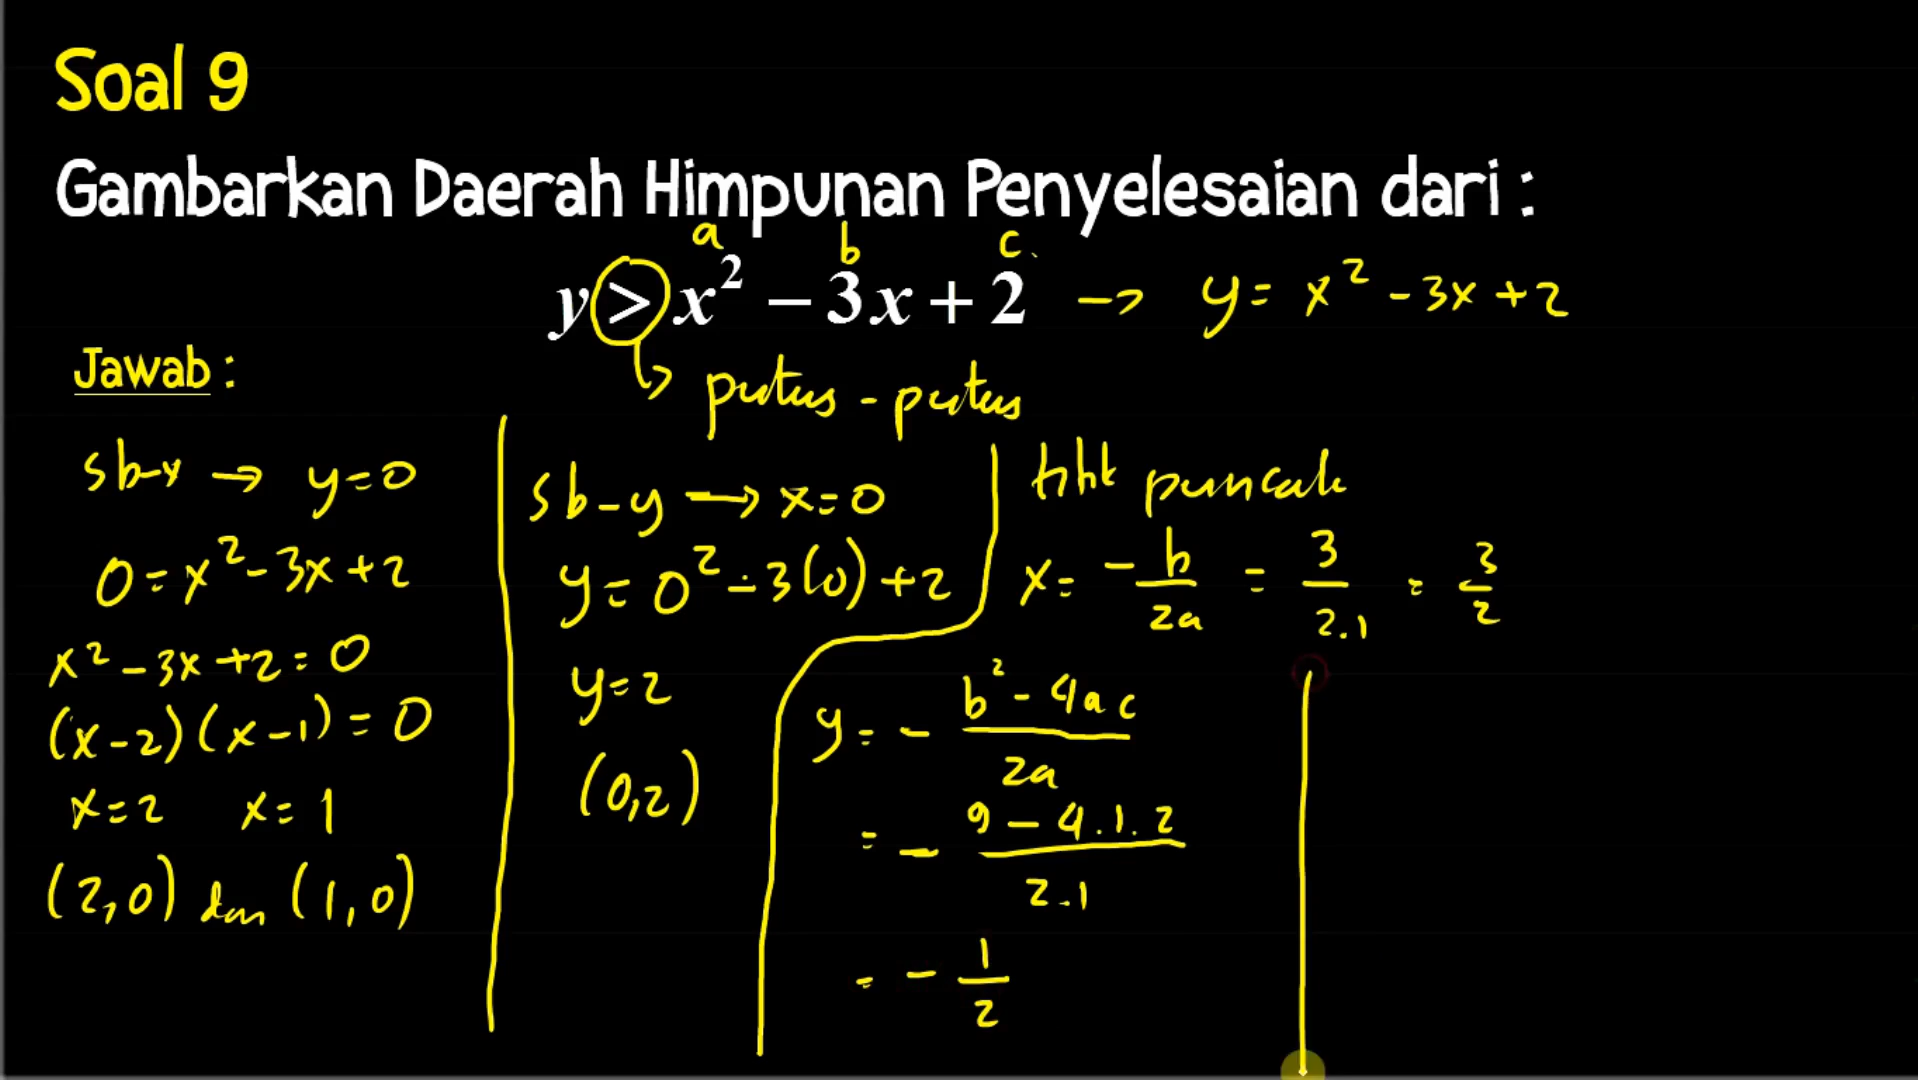 Soal 9
Gambarkan Daerah Himpunan Penyelesaian dari :
a b c
y > x² – 3x + 2 → y = x² - 3x + 2
Jawab :
putus - putus
sb-x → y=0
0 = x² - 3x + 2
x² - 3x + 2 = 0
(x-2)(x-1) = 0
x=2 x=1
(2,0) dan (1,0)
sb-y → x=0
y = 0² - 3(0) + 2
y=2
(0,2)
ttk puncak
x = -b/2a = 3/2.1 = 3/2
y = - b² - 4ac/2a
= - 9 - 4.1.2/2.1
= - 1/2